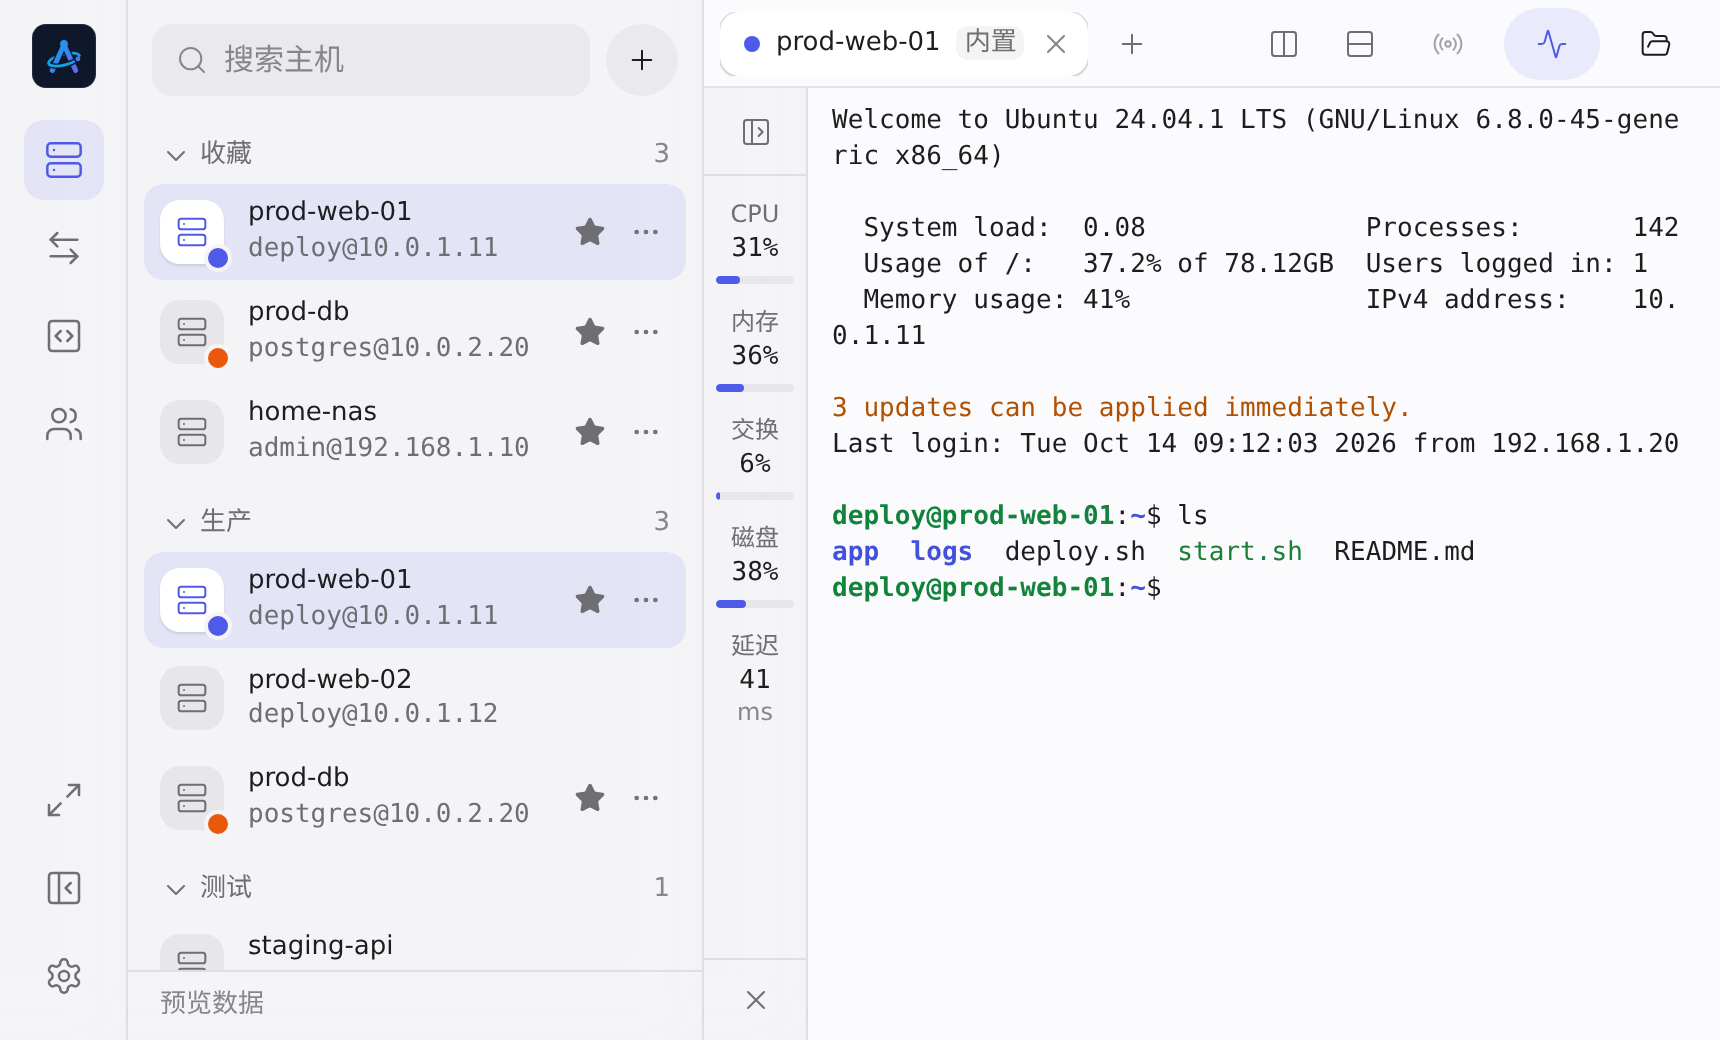 搜索主机
收藏 3
prod-web-01
deploy@10.0.1.11
prod-db
postgres@10.0.2.20
home-nas
admin@192.168.1.10
生产 3
prod-web-01
deploy@10.0.1.11
prod-web-02
deploy@10.0.1.12
prod-db
postgres@10.0.2.20
测试 1
staging-api
预览数据
prod-web-01 内置
CPU
31%
内存
36%
交换
6%
磁盘
38%
延迟
41
ms
Welcome to Ubuntu 24.04.1 LTS (GNU/Linux 6.8.0-45-gene
ric x86_64)
System load:  0.08              Processes:       142
Usage of /:   37.2% of 78.12GB  Users logged in: 1
Memory usage: 41%               IPv4 address:    10.
0.1.11
3 updates can be applied immediately.
Last login: Tue Oct 14 09:12:03 2026 from 192.168.1.20
deploy@prod-web-01:~$ ls
app  logs  deploy.sh  start.sh  README.md
deploy@prod-web-01:~$